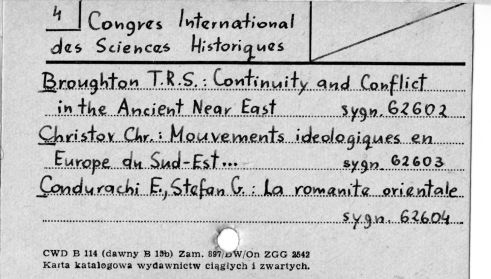 4 Congres International
des Sciences Historiques
Broughton T.R.S.: Continuity and Conflict
in the Ancient Near East sygn. 62602
Christov Chr.: Mouvements ideologiques en
Europe du Sud-Est... sygn. 62603
Condurachi E., Stefan G.: La romanite orientale
sygn. 62604
CWD B 114 (dawny B 15b) Zam. 897/DW/On ZGG 2542
Karta katalogowa wydawnictw ciągłych i zwartych.